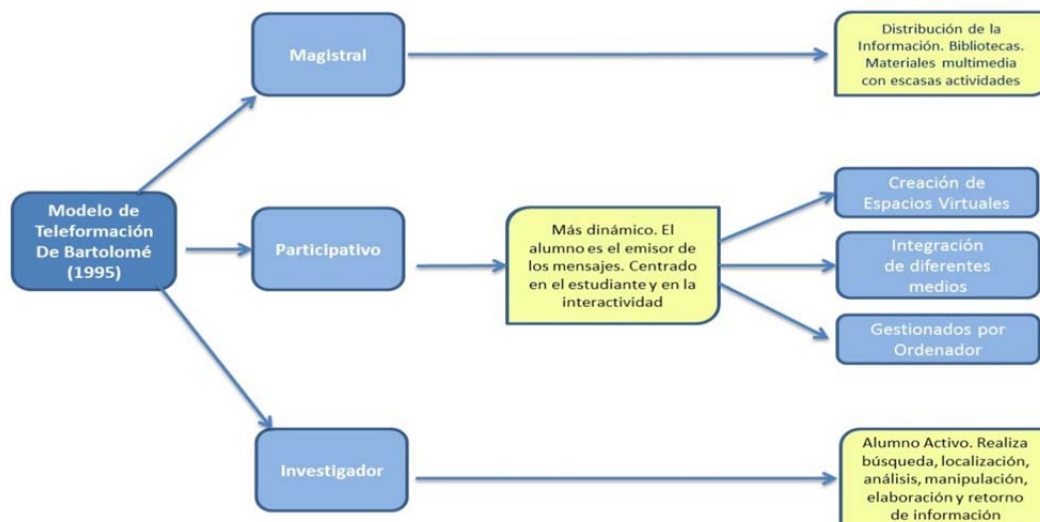 Magistral
Distribución de la
Información. Bibliotecas.
Materiales multimedia
con escasas actividades
Modelo de
Teleformación
De Bartolomé
(1995)
Participativo
Más dinámico. El
alumno es el emisor de
los mensajes. Centrado
en el estudiante y en la
interactividad
Creación de
Espacios Virtuales
Integración
de diferentes
medios
Gestionados por
Ordenador
Investigador
Alumno Activo. Realiza
búsqueda, localización,
análisis, manipulación,
elaboración y retorno
de información